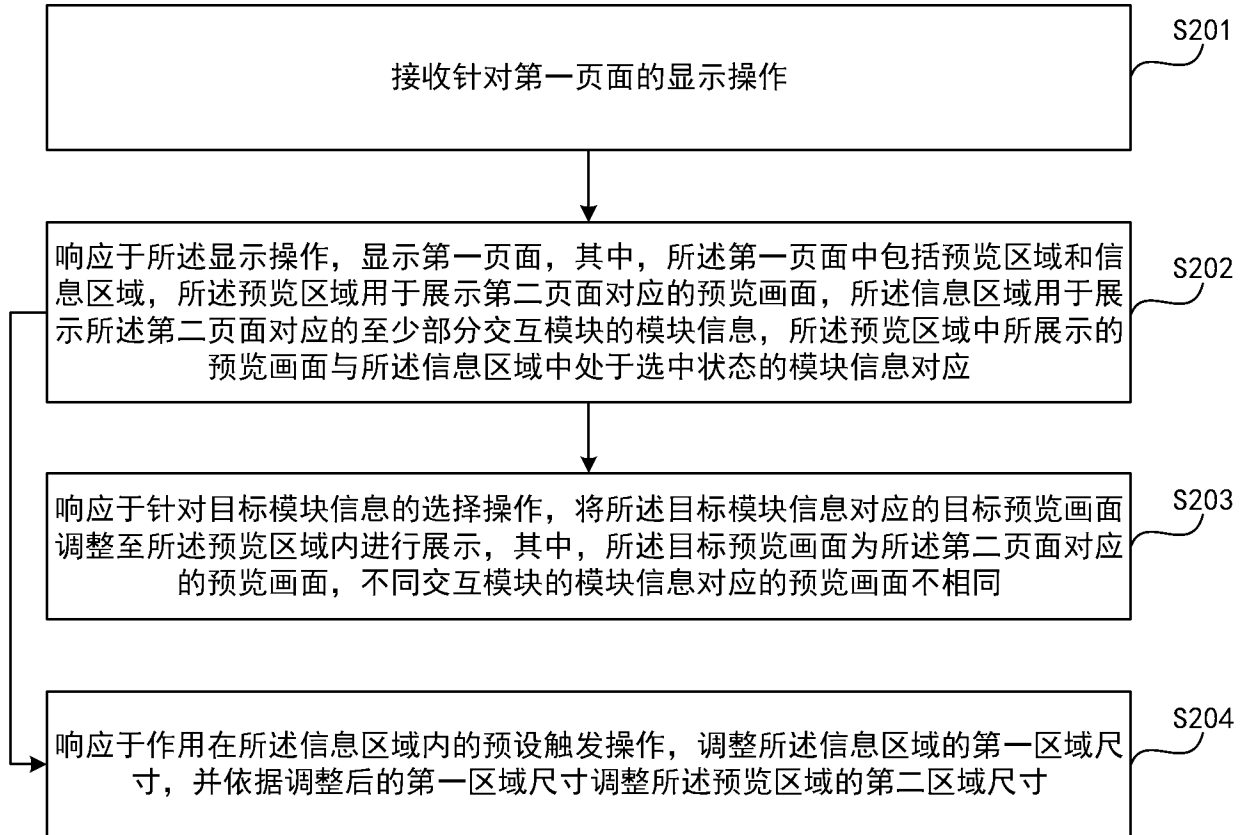 接收针对第一页面的显示操作
S201
响应于所述显示操作，显示第一页面，其中，所述第一页面中包括预览区域和信
息区域，所述预览区域用于展示第二页面对应的预览画面，所述信息区域用于展
示所述第二页面对应的至少部分交互模块的模块信息，所述预览区域中所展示的
预览画面与所述信息区域中处于选中状态的模块信息对应
S202
响应于针对目标模块信息的选择操作，将所述目标模块信息对应的目标预览画面
调整至所述预览区域内进行展示，其中，所述目标预览画面为所述第二页面对应
的预览画面，不同交互模块的模块信息对应的预览画面不相同
S203
响应于作用在所述信息区域内的预设触发操作，调整所述信息区域的第一区域尺
寸，并依据调整后的第一区域尺寸调整所述预览区域的第二区域尺寸
S204